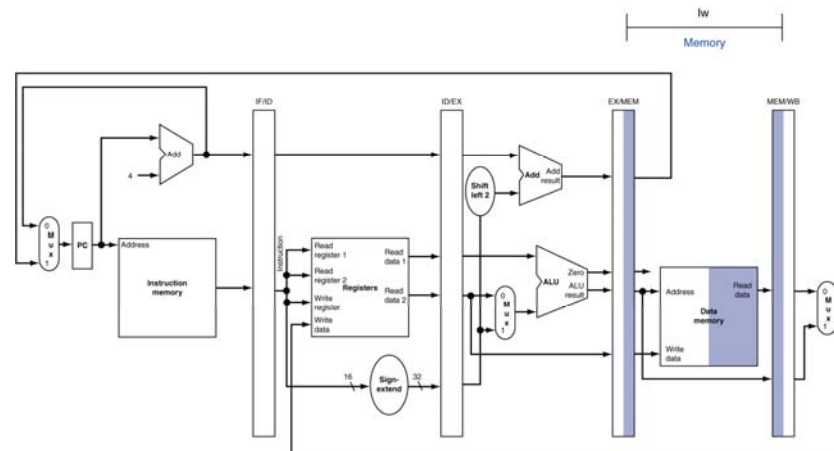 lw
Memory
IF/ID
ID/EX
EX/MEM
MEM/WB
Add
4
Shift
left 2
Add
Add
result
0
M
u
x
1
PC
Address
Instruction
memory
Instruction
Read
register 1
Read
register 2
Write
register
Write
data
Registers
Read
data 1
Read
data 2
0
M
u
x
1
Zero
ALU
ALU
result
Address
Read
data
Data
memory
Write
data
0
M
u
x
1
16
Sign-
extend
32